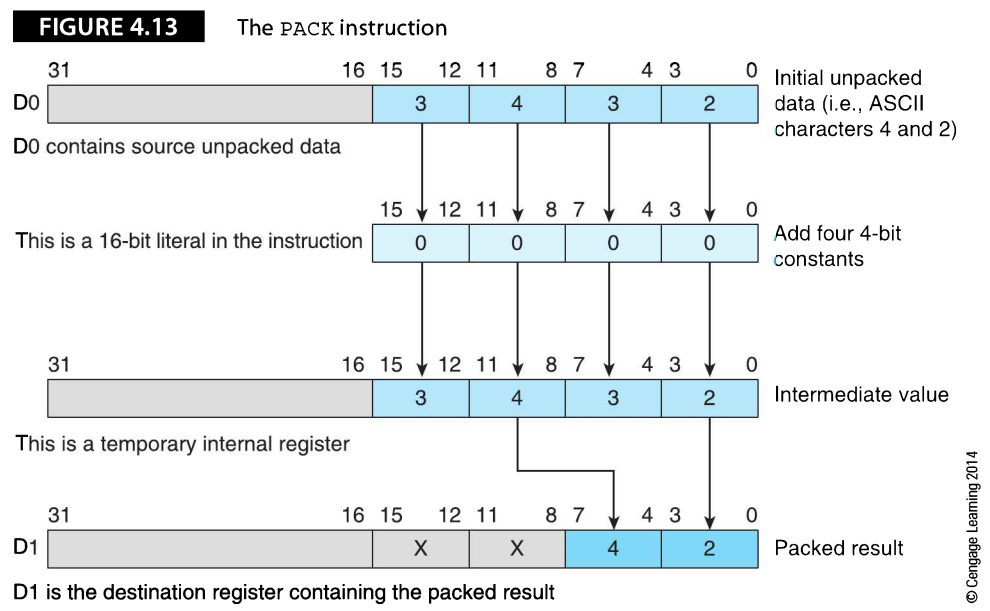 FIGURE 4.13 The PACK instruction
31 16 15 12 11 8 7 4 3 0
D0 3 4 3 2
Initial unpacked
data (i.e., ASCII
characters 4 and 2)
D0 contains source unpacked data
15 12 11 8 7 4 3 0
This is a 16-bit literal in the instruction 0 0 0 0
Add four 4-bit
constants
31 16 15 12 11 8 7 4 3 0
3 4 3 2 Intermediate value
This is a temporary internal register
31 16 15 12 11 8 7 4 3 0
D1 X X 4 2 Packed result
D1 is the destination register containing the packed result
© Cengage Learning 2014